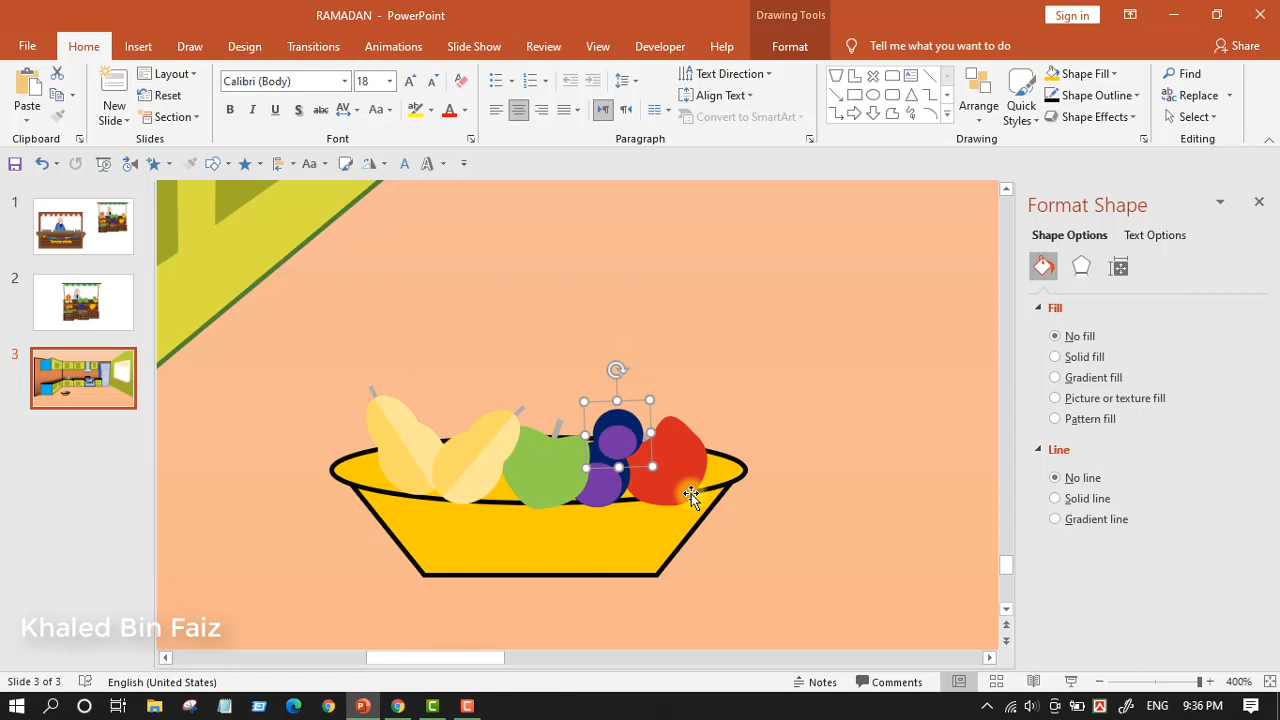 RAMADAN - PowerPoint
Drawing Tools
Sign in
File
Home
Insert
Draw
Design
Transitions
Animations
Slide Show
Review
View
Developer
Help
Format
Tell me what you want to do
Share
Paste
New Slide
Layout
Reset
Section
Calibri (Body)
18
Text Direction
Align Text
Convert to SmartArt
Arrange
Quick Styles
Shape Fill
Shape Outline
Shape Effects
Find
Replace
Select
Clipboard
Slides
Font
Paragraph
Drawing
Editing
1
2
3
Format Shape
Shape Options
Text Options
Fill
No fill
Solid fill
Gradient fill
Picture or texture fill
Pattern fill
Line
No line
Solid line
Gradient line
Khaled Bin Faiz
Slide 3 of 3
English (United Kingdom)
Notes
Comments
400%
9:36 PM